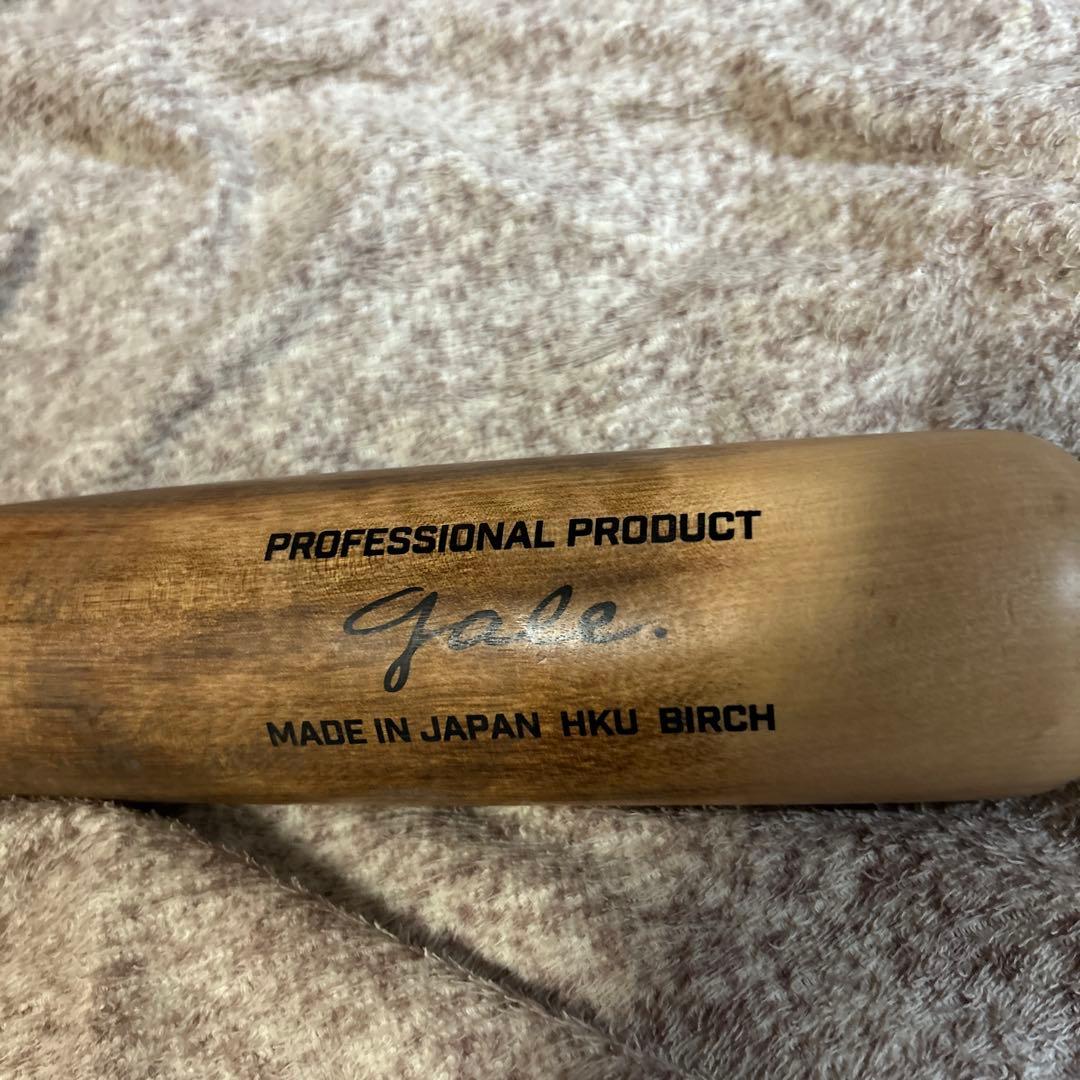 PROFESSIONAL PRODUCT
gale.
MADE IN JAPAN HKU BIRCH